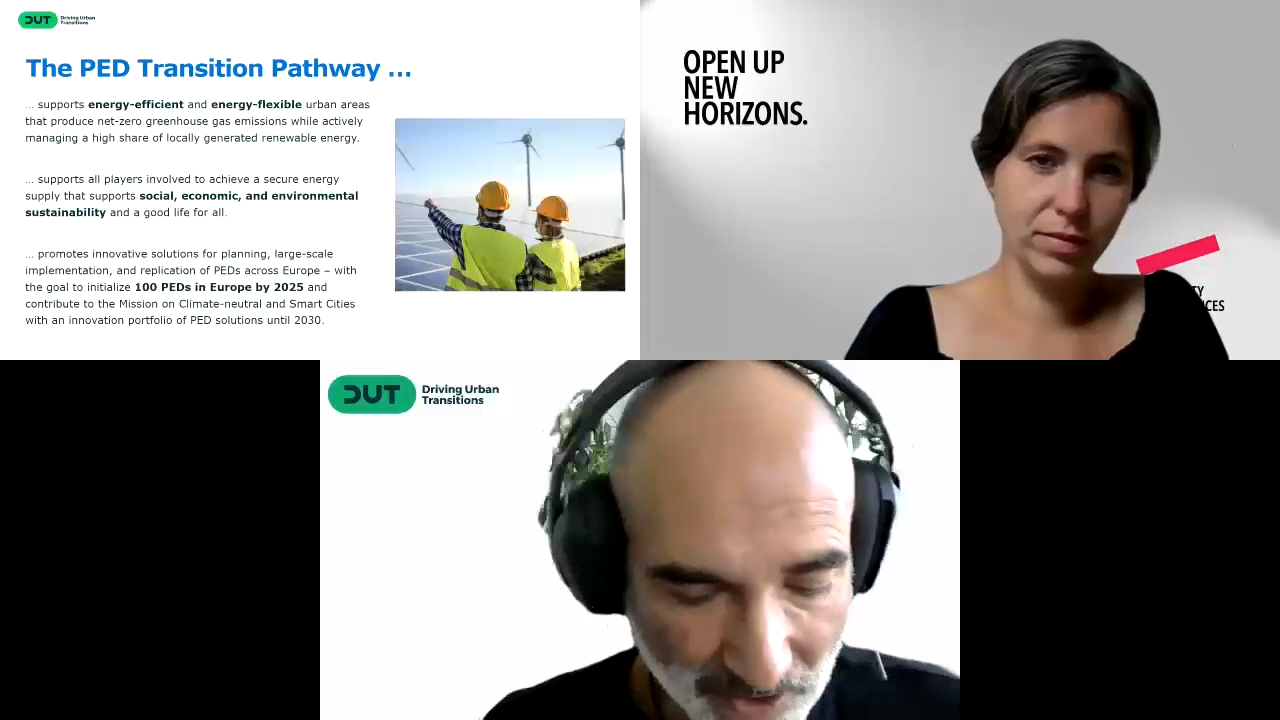 DUT Driving Urban
Transitions
The PED Transition Pathway ...
... supports energy-efficient and energy-flexible urban areas
that produce net-zero greenhouse gas emissions while actively
managing a high share of locally generated renewable energy.
... supports all players involved to achieve a secure energy
supply that supports social, economic, and environmental
sustainability and a good life for all.
... promotes innovative solutions for planning, large-scale
implementation, and replication of PEDs across Europe – with
the goal to initialize 100 PEDs in Europe by 2025 and
contribute to the Mission on Climate-neutral and Smart Cities
with an innovation portfolio of PED solutions until 2030.
OPEN UP
NEW
HORIZONS.
DUT Driving Urban
Transitions